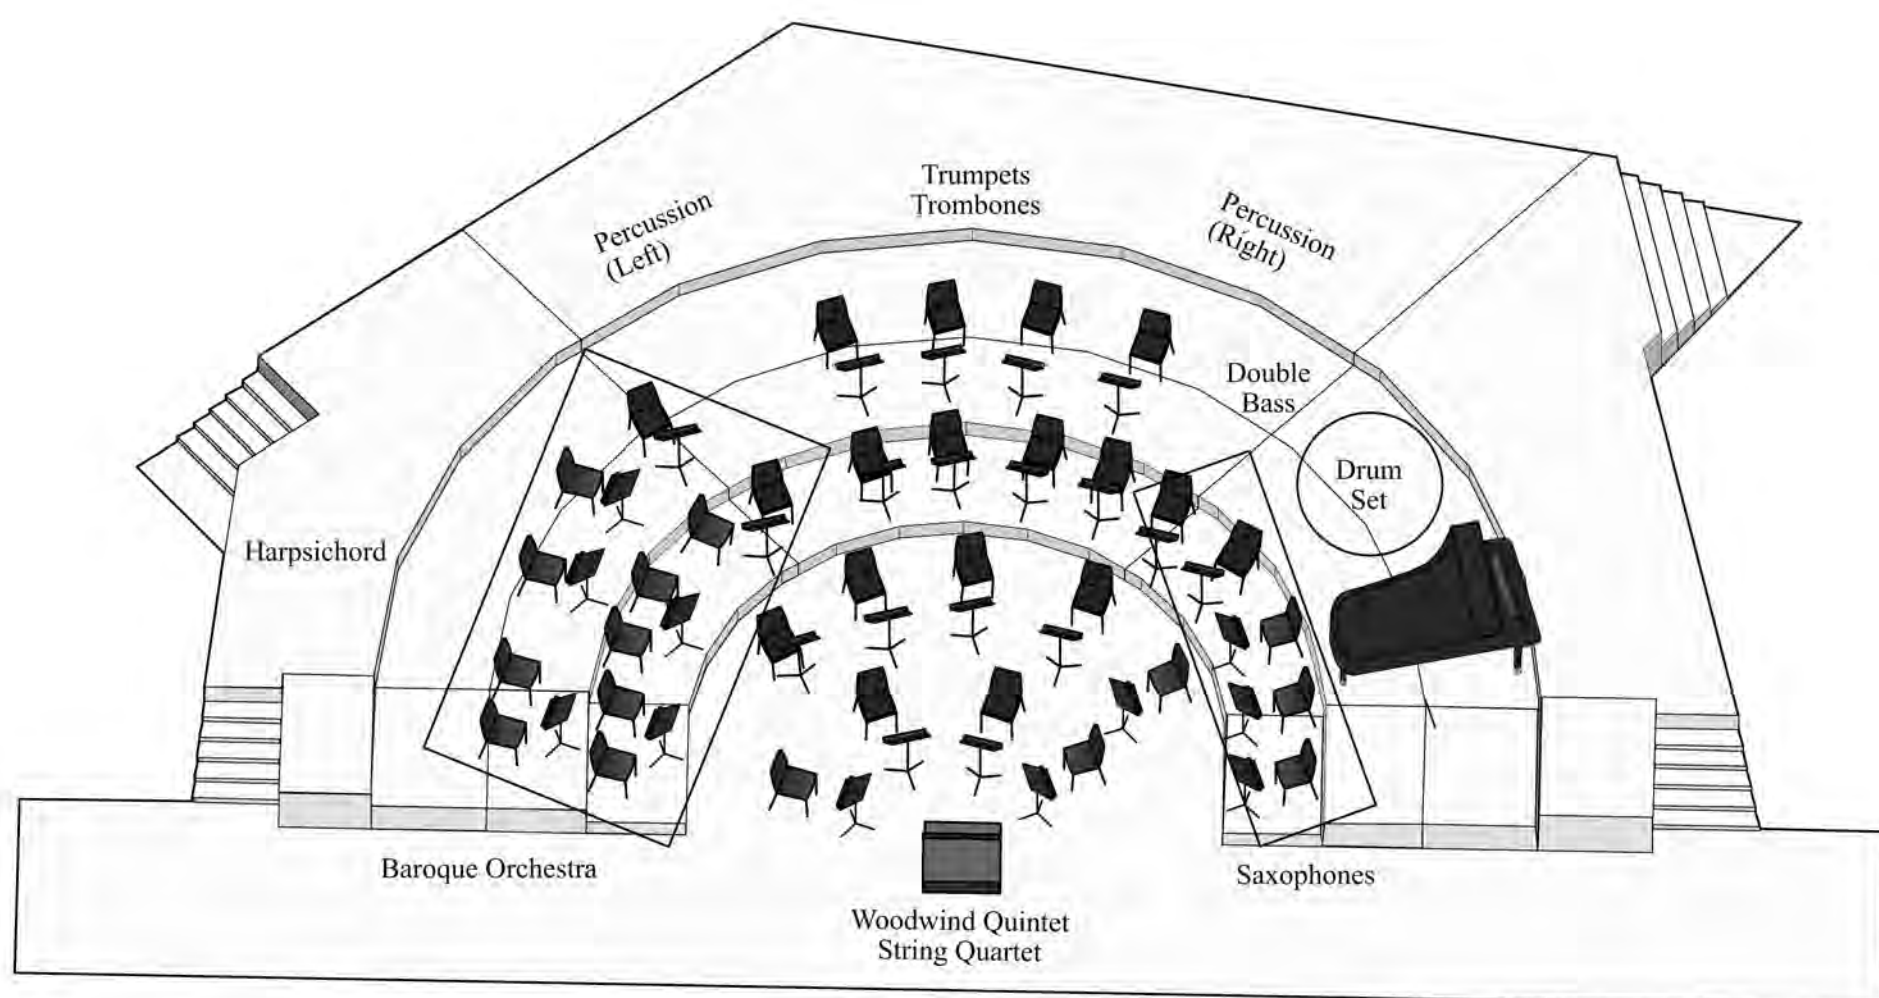 Trumpets
Trombones
Percussion
(Left)
Percussion
(Right)
Double
Bass
Drum
Set
Harpsichord
Baroque Orchestra
Saxophones
Woodwind Quintet
String Quartet